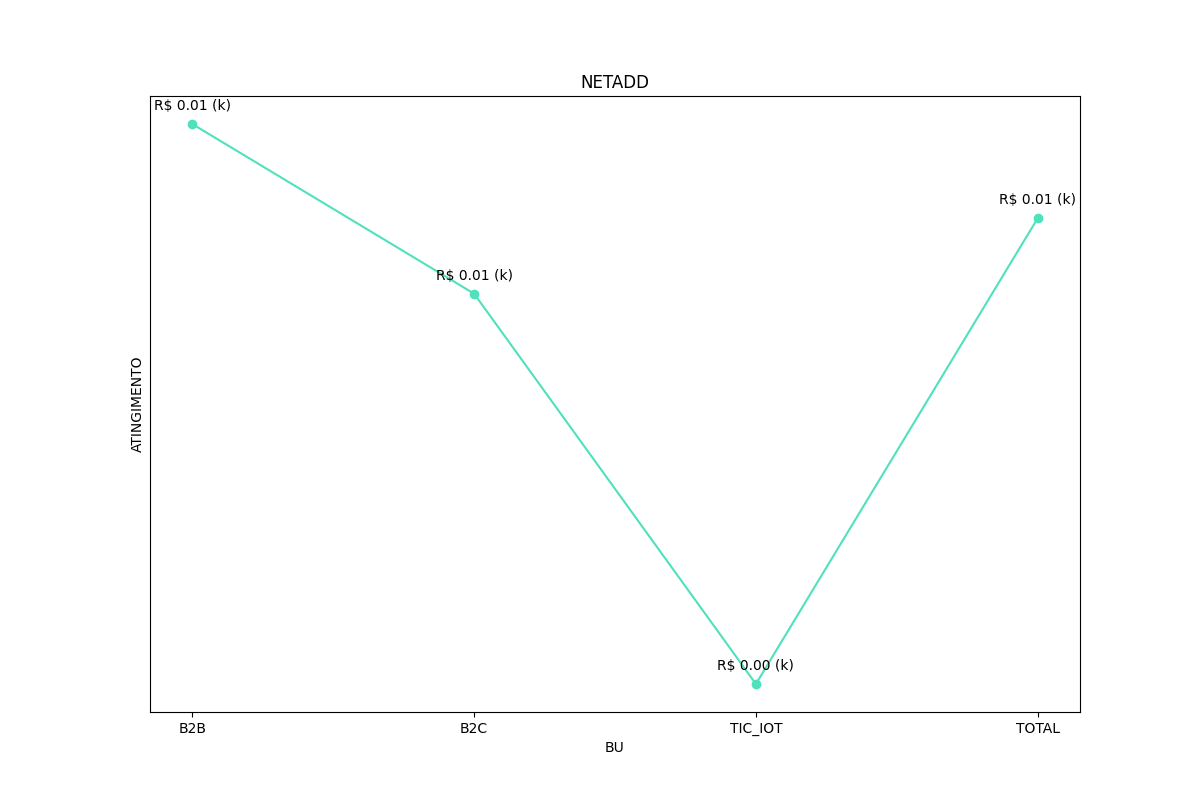 NETADD
R$ 0.01 (k)
R$ 0.01 (k)
R$ 0.01 (k)
R$ 0.00 (k)
ATINGIMENTO
B2B
B2C
TIC_IOT
TOTAL
BU